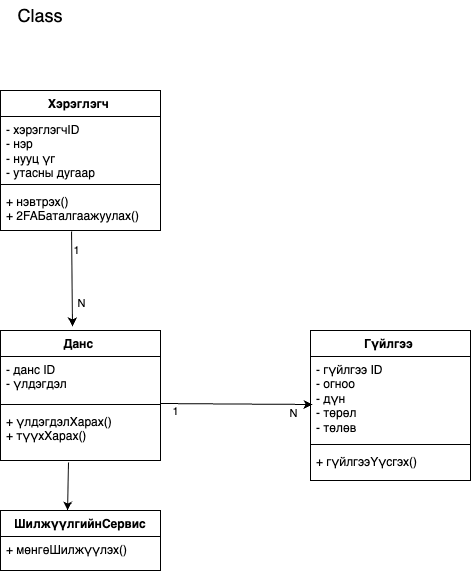 Class
Хэрэглэгч
- хэрэглэгчID
- нэр
- нууц үг
- утасны дугаар
+ нэвтрэх()
+ 2FAБаталгаажуулах()
1
N
Данс
- данс ID
- үлдэгдэл
+ үлдэгдэлХарах()
+ түүхХарах()
1
N
Гүйлгээ
- гүйлгээ ID
- огноо
- дүн
- төрөл
- төлөв
+ гүйлгээҮүсгэх()
ШилжүүлгийнСервис
+ мөнгөШилжүүлэх()